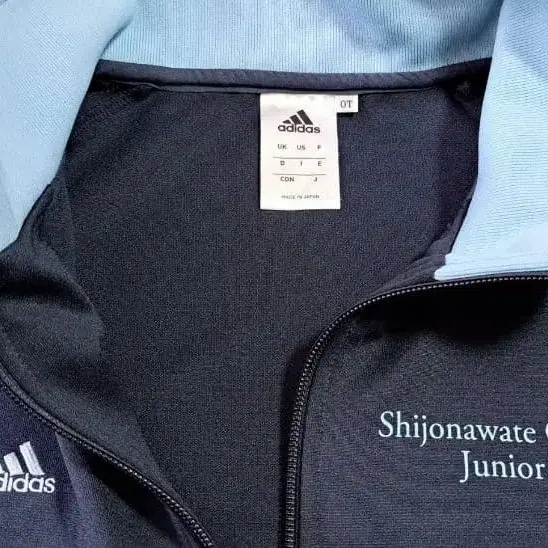 adidas
OT
UK US F
D I E
CDN J
MADE IN JAPAN
Shijonawate
Junior
adidas